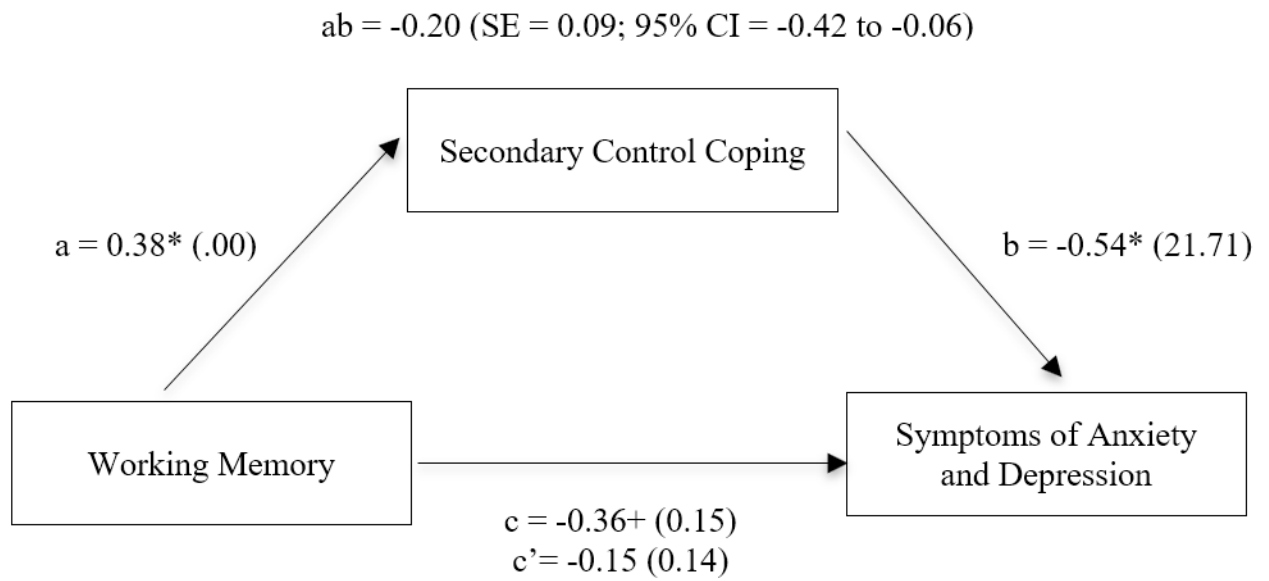 ab = -0.20 (SE = 0.09; 95% CI = -0.42 to -0.06)
Secondary Control Coping
a = 0.38* (.00)
b = -0.54* (21.71)
Working Memory
Symptoms of Anxiety
and Depression
c = -0.36+ (0.15)
c’= -0.15 (0.14)